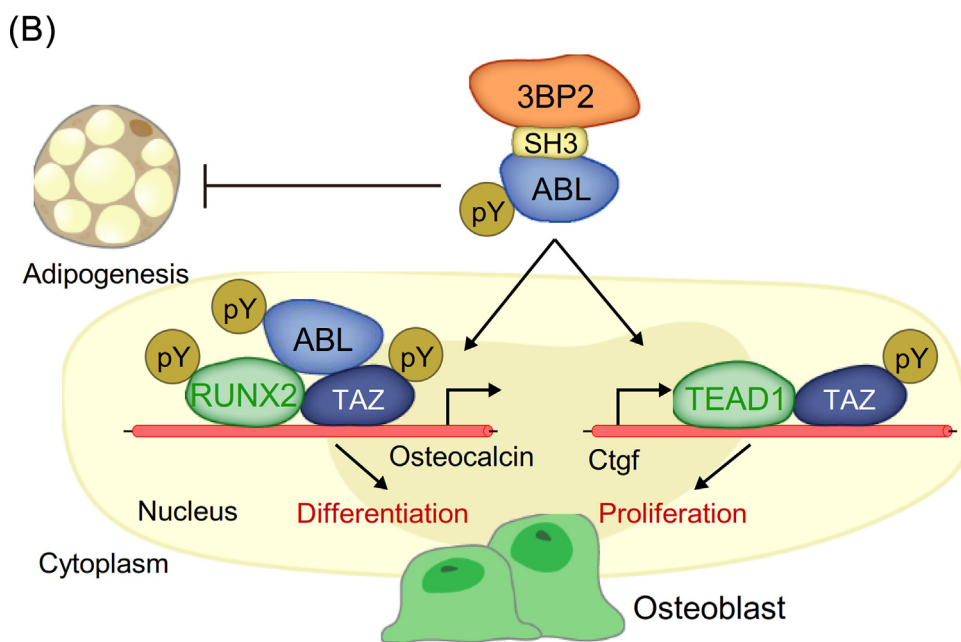 (B)
3BP2
SH3
ABL
pY
Adipogenesis
pY
ABL
pY
pY
RUNX2
TAZ
pY
TEAD1
TAZ
Osteocalcin
Ctgf
Nucleus
Differentiation
Proliferation
Cytoplasm
Osteoblast